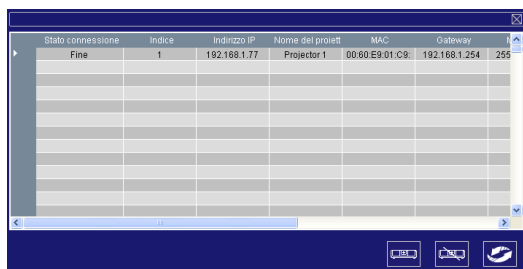 Stato connessione Indice Indirizzo IP Nome del proiett MAC Gateway
Fine 1 192.168.1.77 Projector 1 00:60:E9:01:C9: 192.168.1.254 255